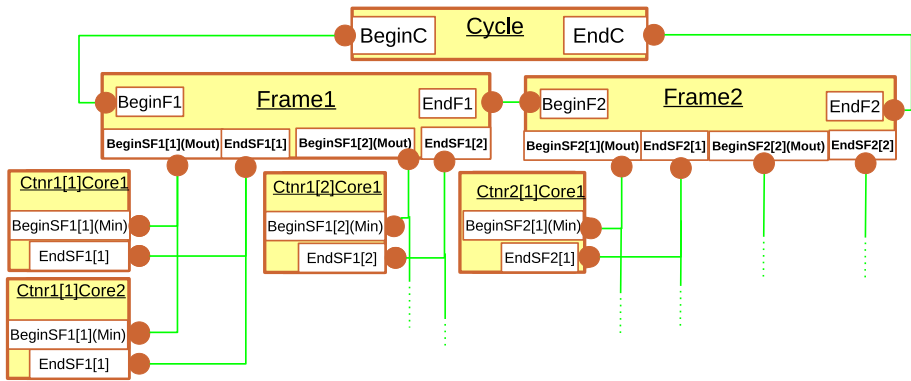 Cycle
BeginC
EndC
Frame1
BeginF1
EndF1
BeginSF1[1](Mout)
EndSF1[1]
BeginSF1[2](Mout)
EndSF1[2]
Frame2
BeginF2
EndF2
BeginSF2[1](Mout)
EndSF2[1]
BeginSF2[2](Mout)
EndSF2[2]
Ctnr1[1]Core1
BeginSF1[1](Min)
EndSF1[1]
Ctnr1[2]Core1
BeginSF1[2](Min)
EndSF1[2]
Ctnr2[1]Core1
BeginSF2[1](Min)
EndSF2[1]
Ctnr1[1]Core2
BeginSF1[1](Min)
EndSF1[1]